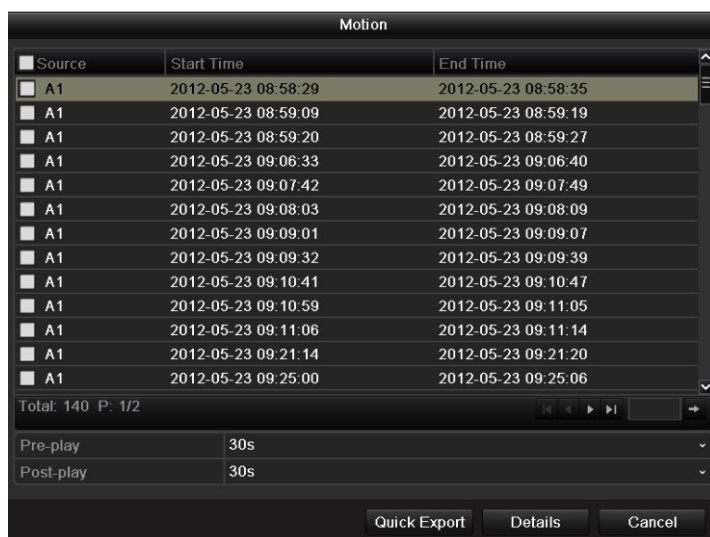 Motion
Source Start Time End Time
A1 2012-05-23 08:58:29 2012-05-23 08:58:35
A1 2012-05-23 08:59:09 2012-05-23 08:59:19
A1 2012-05-23 08:59:20 2012-05-23 08:59:27
A1 2012-05-23 09:06:33 2012-05-23 09:06:40
A1 2012-05-23 09:07:42 2012-05-23 09:07:49
A1 2012-05-23 09:08:03 2012-05-23 09:08:09
A1 2012-05-23 09:09:01 2012-05-23 09:09:07
A1 2012-05-23 09:09:32 2012-05-23 09:09:39
A1 2012-05-23 09:10:41 2012-05-23 09:10:47
A1 2012-05-23 09:10:59 2012-05-23 09:11:05
A1 2012-05-23 09:11:06 2012-05-23 09:11:14
A1 2012-05-23 09:21:14 2012-05-23 09:21:20
A1 2012-05-23 09:25:00 2012-05-23 09:25:06
Total: 140 P: 1/2
Pre-play 30s
Post-play 30s
Quick Export Details Cancel